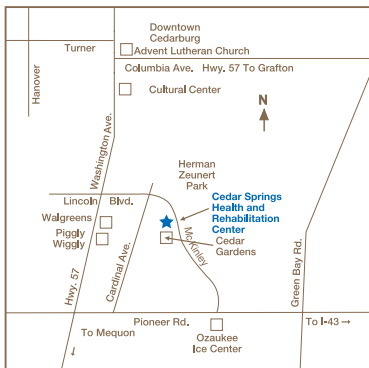 Downtown
Cedarburg
Turner
Advent Lutheran Church
Columbia Ave. Hwy. 57 To Grafton
Hanover
Cultural Center
N
Washington Ave.
Herman
Zeunert
Park
Lincoln Blvd.
Cedar Springs
Health and
Rehabilitation
Center
Walgreens
Piggly
Wiggly
Cardinal Ave.
McKinley
Cedar
Gardens
Green Bay Rd.
Hwy. 57
Pioneer Rd.
To I-43 →
To Mequon
↓
Ozaukee
Ice Center